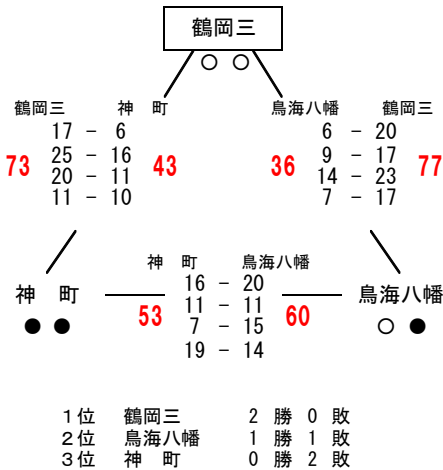 鶴岡三
○ ○
鶴岡三 神 町 鳥海八幡 鶴岡三
17 - 6 6 - 20
73 25 - 16 43 36 9 - 17 77
20 - 11 14 - 23
11 - 10 7 - 17
神 町 鳥海八幡
神 町 53 16 - 20 60 鳥海八幡
11 - 11
● ● 7 - 15 ○ ●
19 - 14
1位 鶴岡三 2 勝 0 敗
2位 鳥海八幡 1 勝 1 敗
3位 神 町 0 勝 2 敗